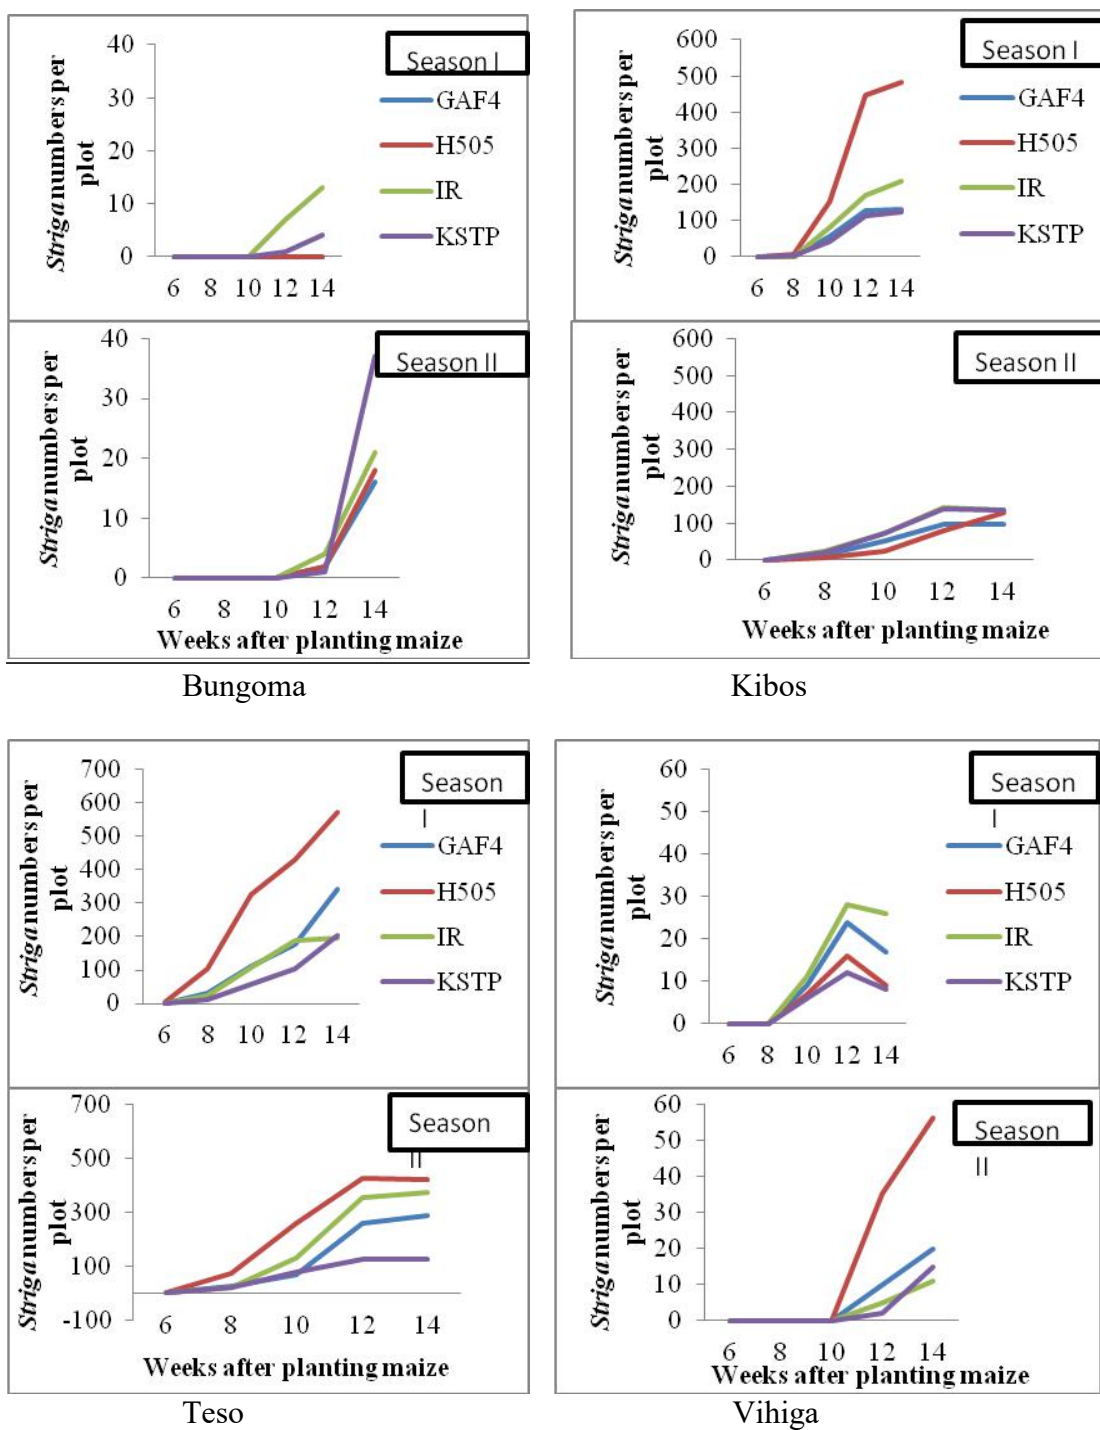 Season I
40
30
20
10
0
Striga numbers per
plot
GAF4
H505
IR
KSTP
6 8 10 12 14
Season I
600
500
400
300
200
100
0
Striga numbers per
plot
GAF4
H505
IR
KSTP
6 8 10 12 14
Season II
40
30
20
10
0
Striga numbers per
plot
6 8 10 12 14
Weeks after planting maize
Season II
600
500
400
300
200
100
0
Striga numbers per
plot
6 8 10 12 14
Weeks after planting maize
Bungoma
Kibos
Season
I
700
600
500
400
300
200
100
0
Striga numbers per
plot
GAF4
H505
IR
KSTP
6 8 10 12 14
Season
I
60
50
40
30
20
10
0
Striga numbers per
plot
GAF4
H505
IR
KSTP
6 8 10 12 14
Season
II
700
500
300
100
-100
Striga numbers per
plot
6 8 10 12 14
Weeks after planting maize
Season
II
60
50
40
30
20
10
0
Striga numbers per
plot
6 8 10 12 14
Weeks after planting maize
Teso
Vihiga